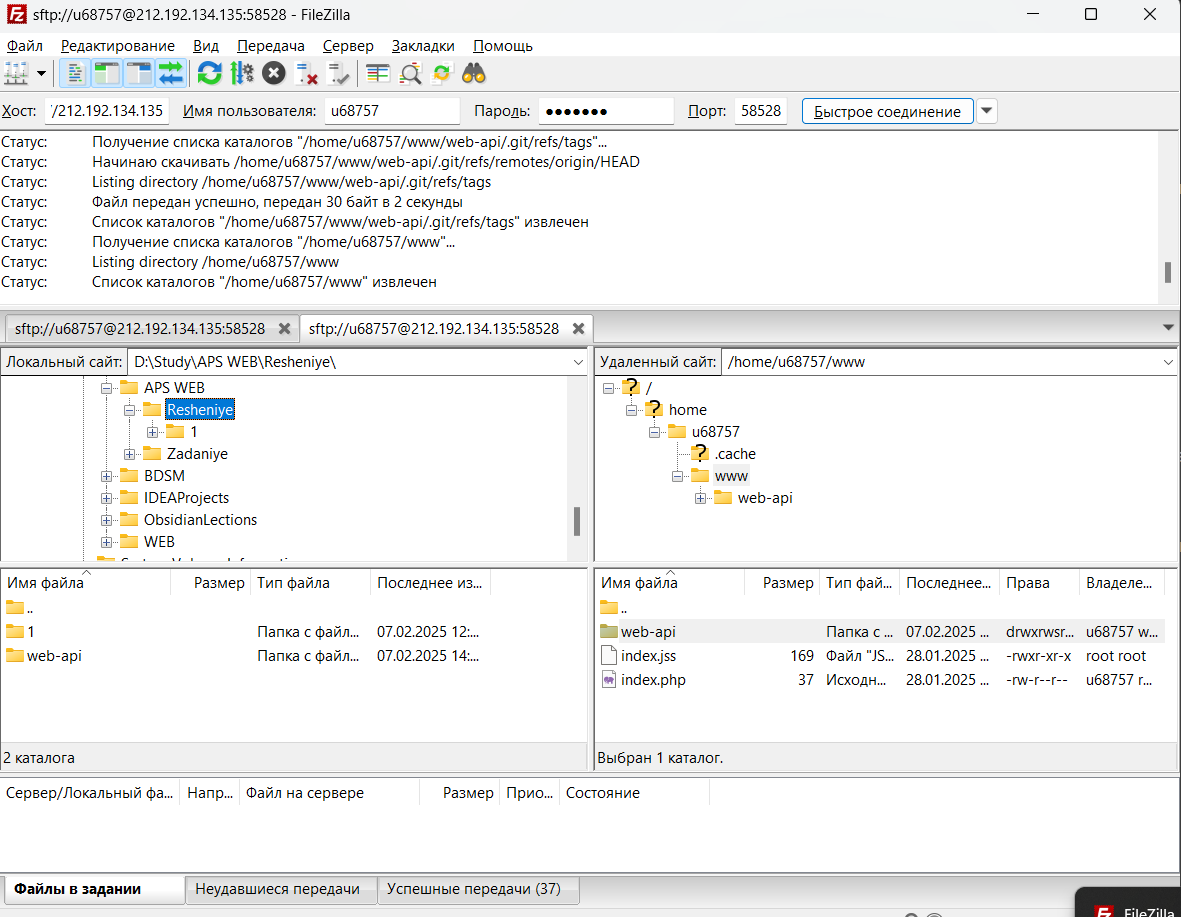 sftp://u68757@212.192.134.135:58528 - FileZilla
Файл Редактирование Вид Передача Сервер Закладки Помощь
Хост: '/212.192.134.135 Имя пользователя: u68757 Пароль: ●●●●●●● Порт: 58528 Быстрое соединение
Статус: Получение списка каталогов "/home/u68757/www/web-api/.git/refs/tags"...
Статус: Начинаю скачивать /home/u68757/www/web-api/.git/refs/remotes/origin/HEAD
Статус: Listing directory /home/u68757/www/web-api/.git/refs/tags
Статус: Файл передан успешно, передан 30 байт в 2 секунды
Статус: Список каталогов "/home/u68757/www/web-api/.git/refs/tags" извлечен
Статус: Получение списка каталогов "/home/u68757/www"...
Статус: Listing directory /home/u68757/www
Статус: Список каталогов "/home/u68757/www" извлечен
sftp://u68757@212.192.134.135:58528 sftp://u68757@212.192.134.135:58528
Локальный сайт: D:\Study\APS WEB\Resheniye\
APS WEB
Resheniye
1
Zadaniye
BDSM
IDEAProjects
ObsidianLections
WEB
Имя файла Размер Тип файла Последнее из...
..
1 Папка с файл... 07.02.2025 12:...
web-api Папка с файл... 07.02.2025 14:...
2 каталога
Удаленный сайт: /home/u68757/www
/
home
u68757
.cache
www
web-api
Имя файла Размер Тип фай... Последнее... Права Владеле...
..
web-api Папка с ... 07.02.2025 ... drwxrwsr... u68757 w...
index.jss 169 Файл "JS... 28.01.2025 ... -rwxr-xr-x root root
index.php 37 Исходн... 28.01.2025 ... -rw-r--r-- u68757 r...
Выбран 1 каталог.
Сервер/Локальный фа... Напр... Файл на сервере Размер Прио... Состояние
Файлы в задании Неудавшиеся передачи Успешные передачи (37)
FileZilla